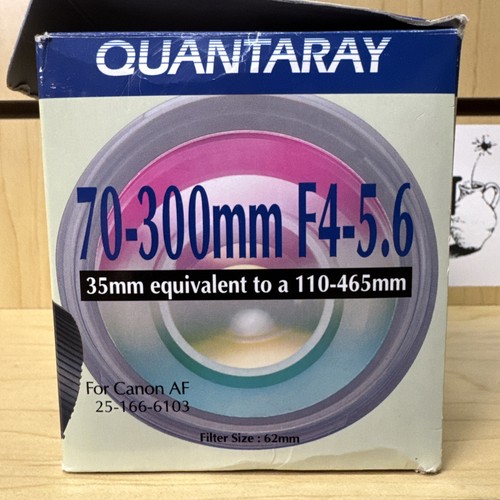 QUANTARAY
70-300mm F4-5.6
35mm equivalent to a 110-465mm
For Canon AF
25-166-6103
Filter Size : 62mm